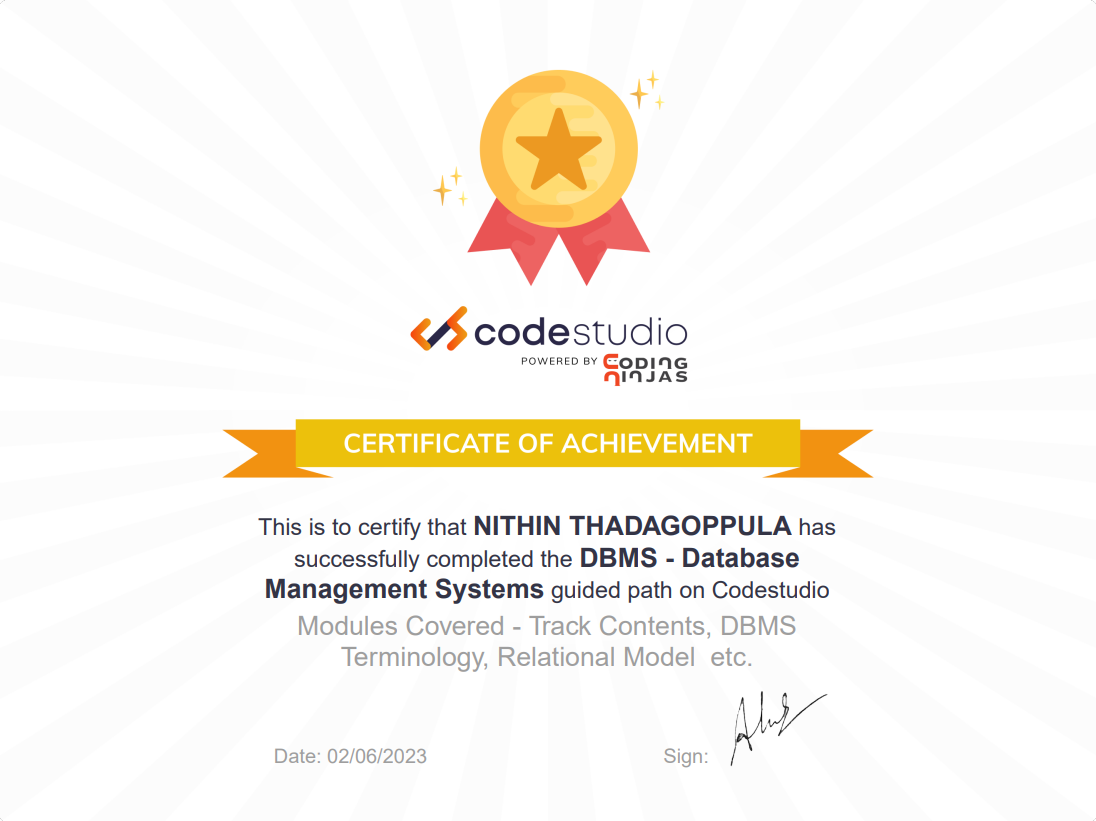 codestudio
POWERED BY CODING
NINJAS
CERTIFICATE OF ACHIEVEMENT
This is to certify that NITHIN THADAGOPPULA has
successfully completed the DBMS - Database
Management Systems guided path on Codestudio
Modules Covered - Track Contents, DBMS
Terminology, Relational Model etc.
Date: 02/06/2023
Sign: